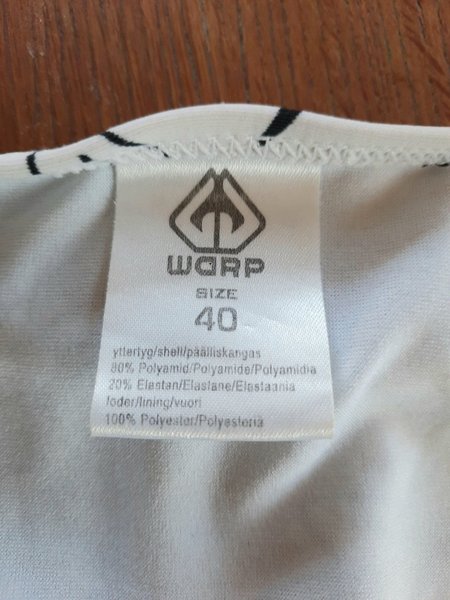 WARP
SIZE
40
yttertyg/shell/päälliskangas
80% Polyamid/Polyamide/Polyamidia
20% Elastan/Elastane/Elastaania
foder/lining/vuori
100% Polyester/Polyesteria